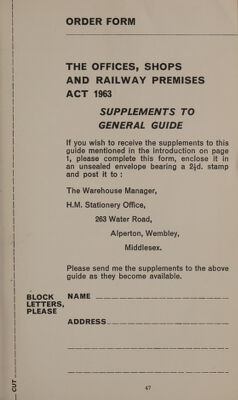 ORDER FORM
THE OFFICES, SHOPS
AND RAILWAY PREMISES
ACT 1963
SUPPLEMENTS TO
GENERAL GUIDE
If you wish to receive the supplements to this
guide mentioned in the introduction on page
1, please complete this form, enclose it in
an unsealed envelope bearing a 2½d. stamp
and post it to :
The Warehouse Manager,
H.M. Stationery Office,
263 Water Road,
Alperton, Wembley,
Middlesex.
Please send me the supplements to the above
guide as they become available.
BLOCK
LETTERS,
PLEASE
NAME
ADDRESS
CUT
47